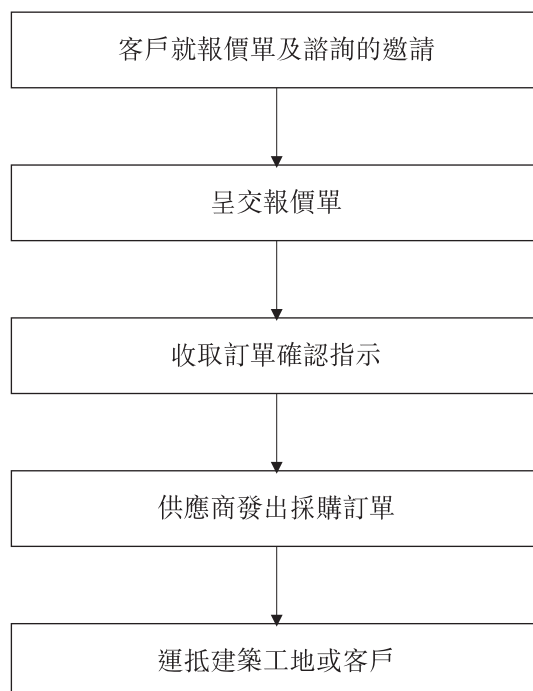 客戶就報價單及諮詢的邀請
呈交報價單
收取訂單確認指示
供應商發出採購訂單
運抵建築工地或客戶